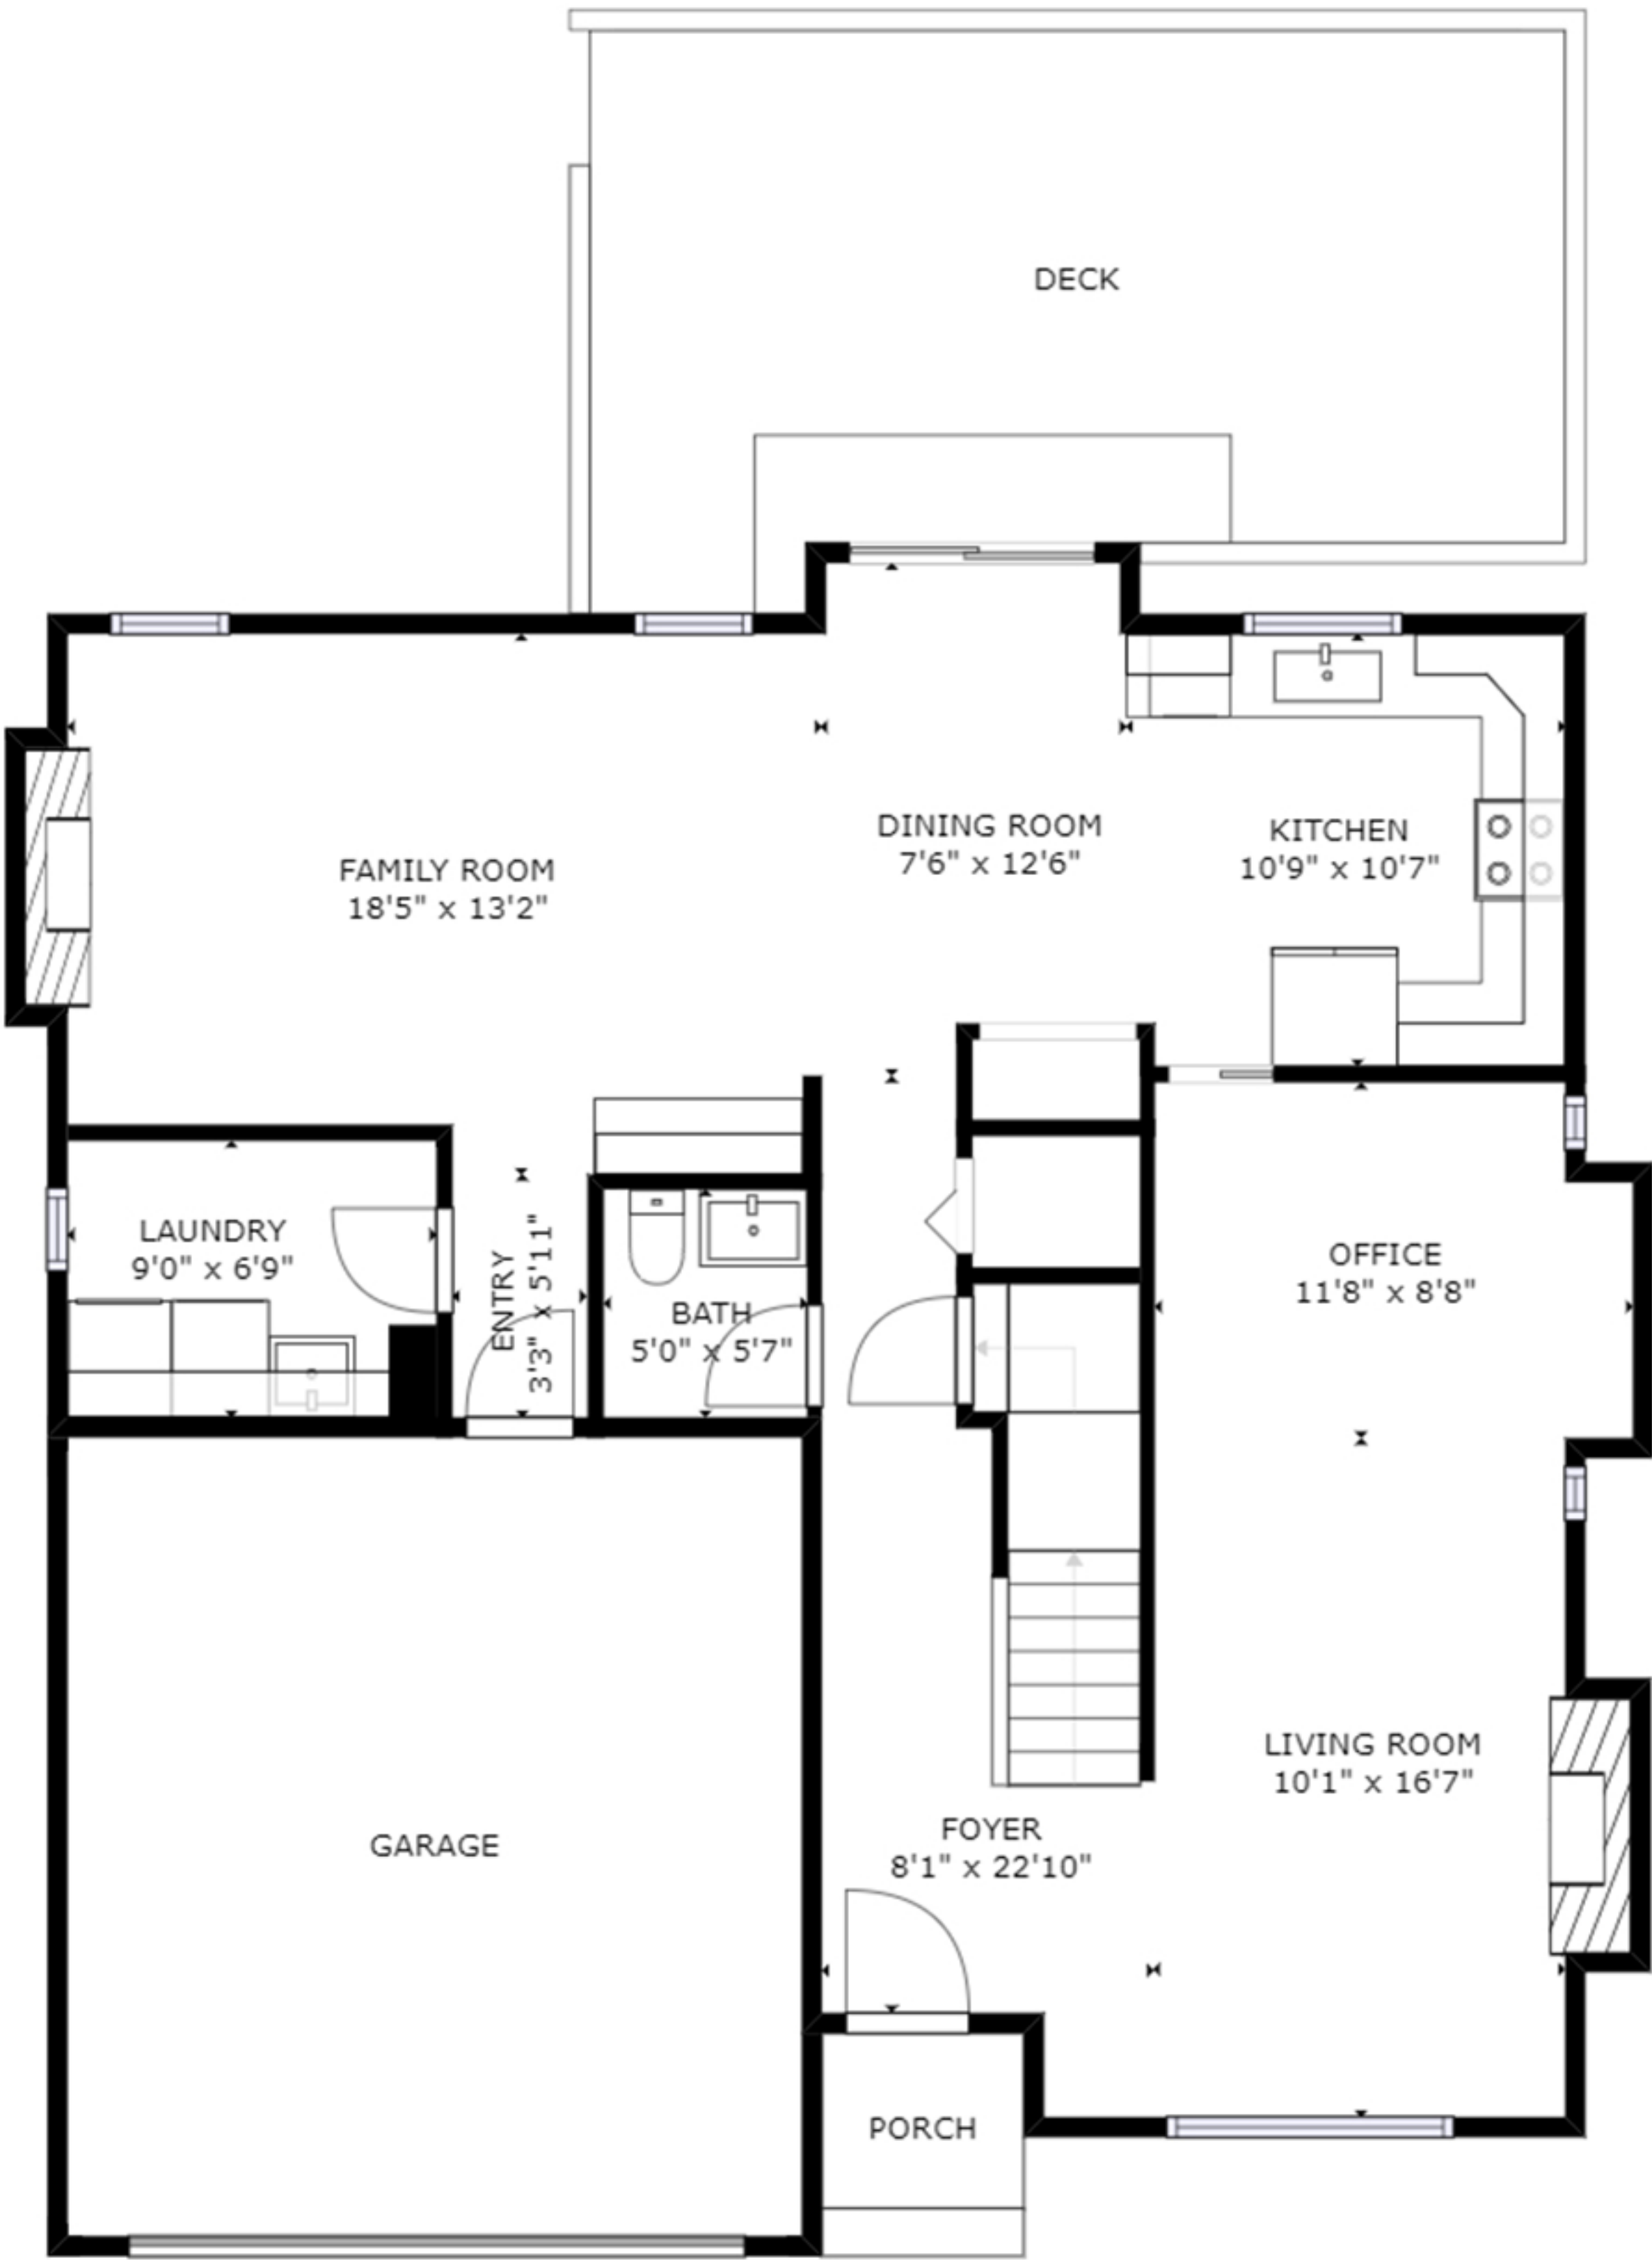 DECK
DINING ROOM
7'6" x 12'6"
KITCHEN
10'9" x 10'7"
FAMILY ROOM
18'5" x 13'2"
LAUNDRY
9'0" x 6'9"
ENTRY
3'3" x 5'11"
BATH
5'0" x 5'7"
OFFICE
11'8" x 8'8"
LIVING ROOM
10'1" x 16'7"
FOYER
8'1" x 22'10"
GARAGE
PORCH